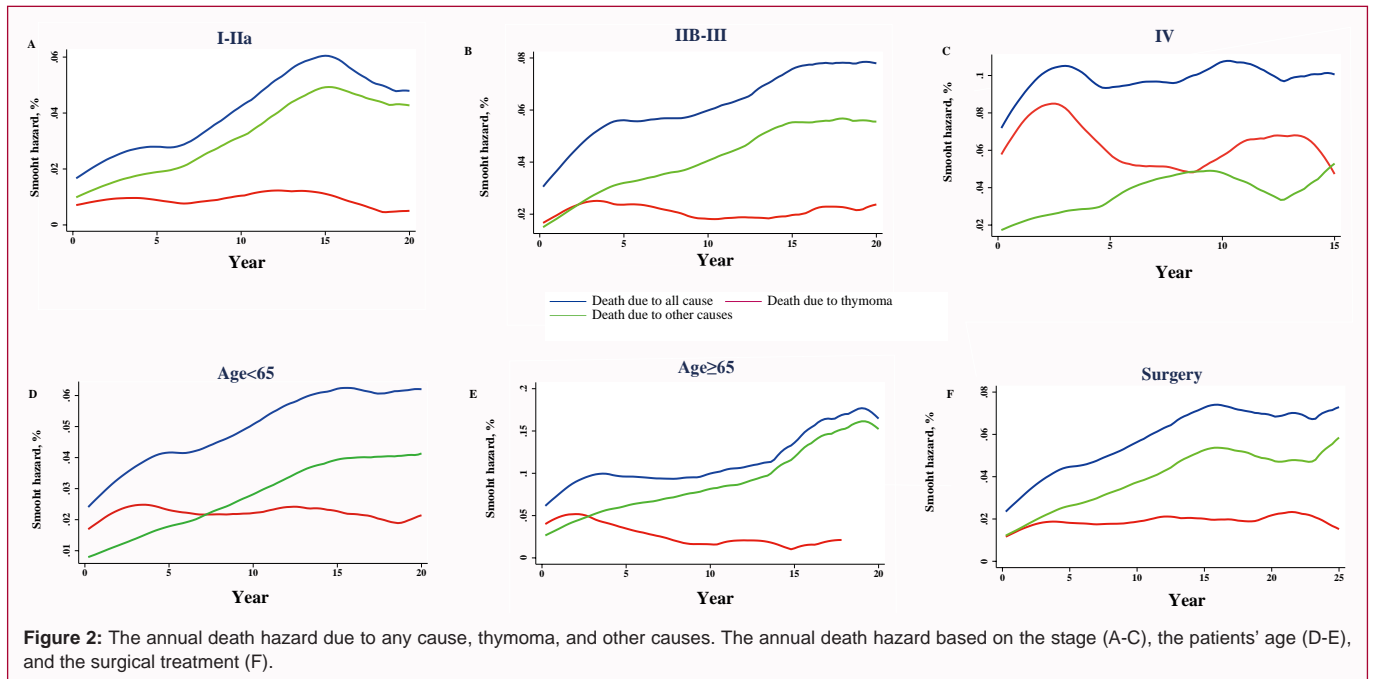 A
I-IIa
Smooht hazard, %
.06
.04
.02
0
0 5 10 15 20
Year
B
IIB-III
Smooht hazard, %
.08
.06
.04
.02
0 5 10 15 20
Year
C
IV
Smooht hazard, %
.1
.08
.06
.04
.02
0 5 10 15
Year
Death due to all cause Death due to thymoma
Death due to other causes
D
Age<65
Smooht hazard, %
.06
.05
.04
.03
.02
.01
0 5 10 15 20
Year
E
Age≥65
Smooht hazard, %
.2
.15
.1
.05
0
0 5 10 15 20
Year
F
Surgery
Smooht hazard, %
.08
.06
.04
.02
0
0 5 10 15 20 25
Year
Figure 2: The annual death hazard due to any cause, thymoma, and other causes. The annual death hazard based on the stage (A-C), the patients' age (D-E),
and the surgical treatment (F).